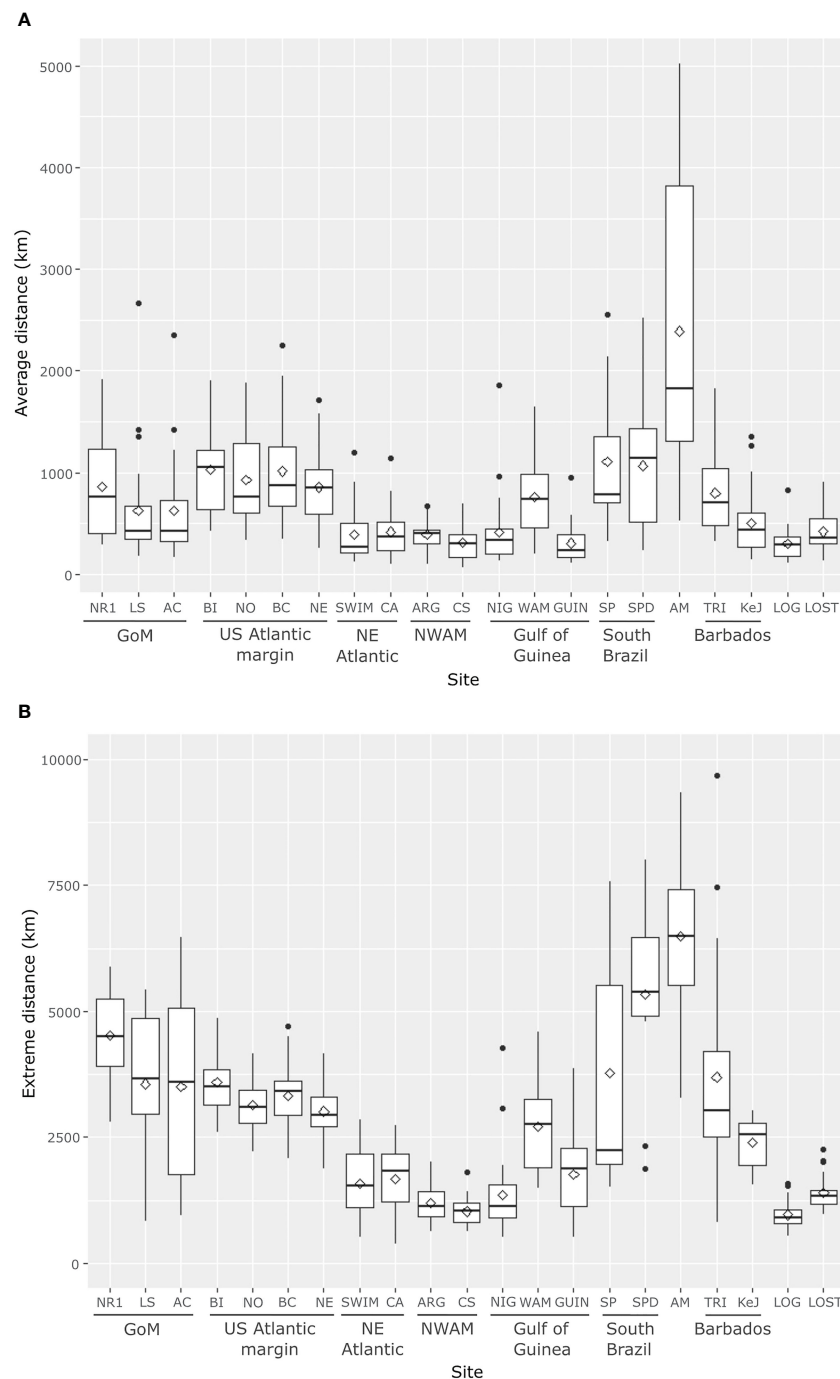 A
5000
4000
3000
2000
1000
0
Average distance (km)
NR1 LS AC BI NO BC NE SWIM CA ARG CS NIG WAM GUIN SP SPD AM TRI KeJ LOG LOST
GoM US Atlantic margin NE Atlantic NWAM Gulf of Guinea South Brazil Barbados
Site
B
10000
7500
5000
2500
0
Extreme distance (km)
NR1 LS AC BI NO BC NE SWIM CA ARG CS NIG WAM GUIN SP SPD AM TRI KeJ LOG LOST
GoM US Atlantic margin NE Atlantic NWAM Gulf of Guinea South Brazil Barbados
Site